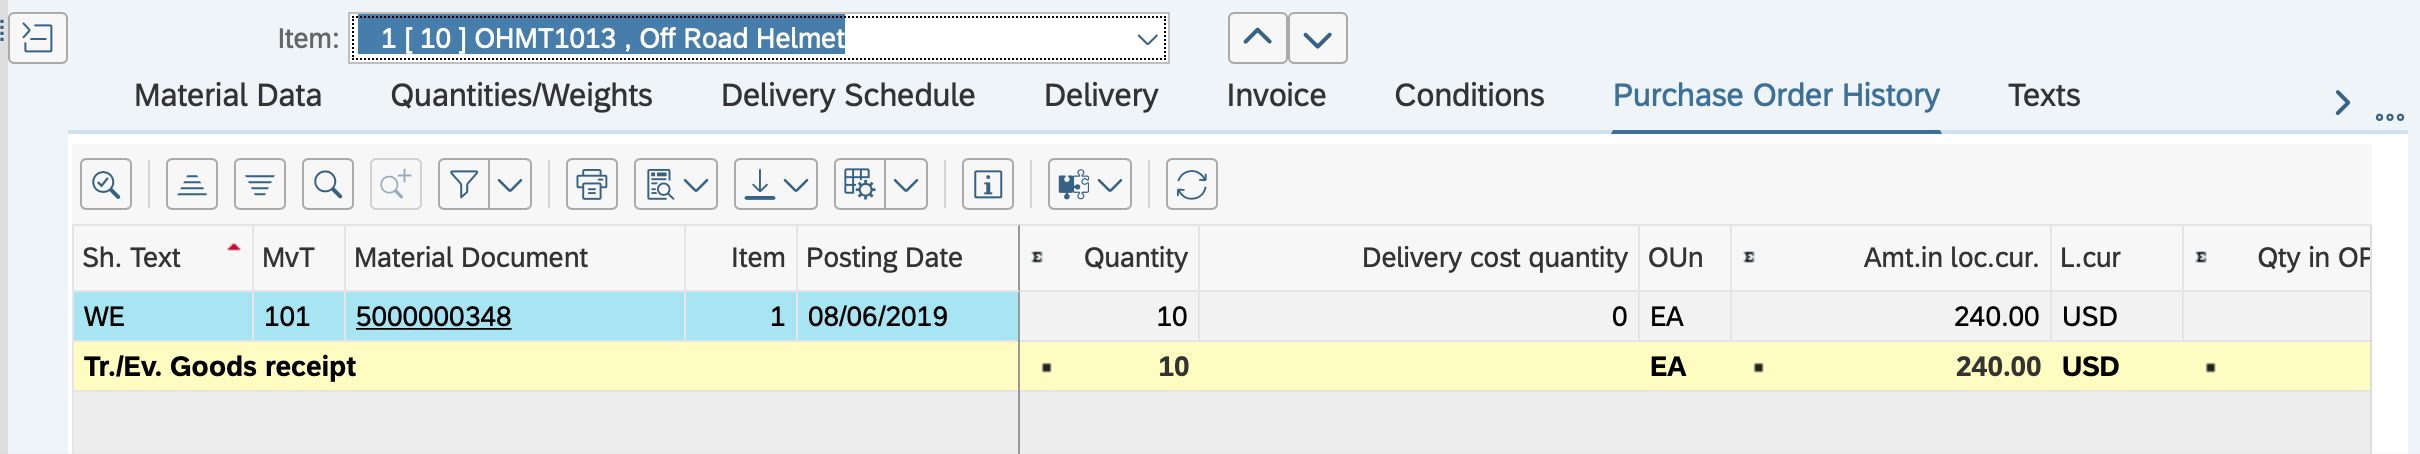 Item: 1 [ 10 ] OHMT1013 , Off Road Helmet
Material Data Quantities/Weights Delivery Schedule Delivery Invoice Conditions Purchase Order History Texts
Sh. Text MvT Material Document Item Posting Date Σ Quantity Delivery cost quantity OUn Σ Amt.in loc.cur. L.cur Σ Qty in OP
WE 101 5000000348 1 08/06/2019 10 0 EA 240.00 USD
Tr./Ev. Goods receipt ▪ 10 EA ▪ 240.00 USD ▪